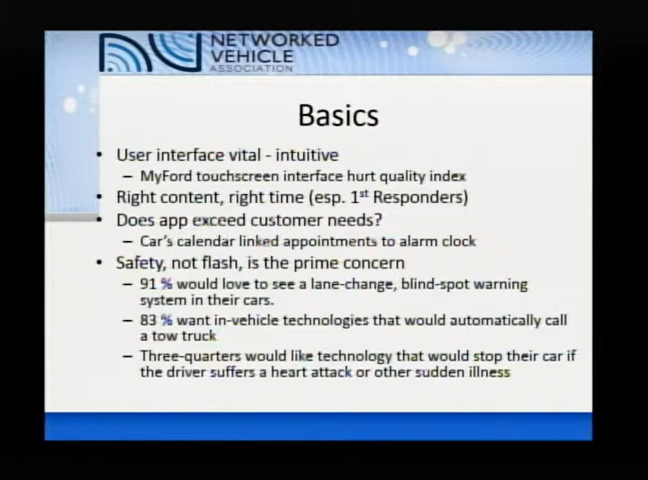 NETWORKED
VEHICLE
ASSOCIATION
Basics
• User interface vital - intuitive
– MyFord touchscreen interface hurt quality index
• Right content, right time (esp. 1st Responders)
• Does app exceed customer needs?
– Car's calendar linked appointments to alarm clock
• Safety, not flash, is the prime concern
– 91 % would love to see a lane-change, blind-spot warning
system in their cars.
– 83 % want in-vehicle technologies that would automatically call
a tow truck
– Three-quarters would like technology that would stop their car if
the driver suffers a heart attack or other sudden illness